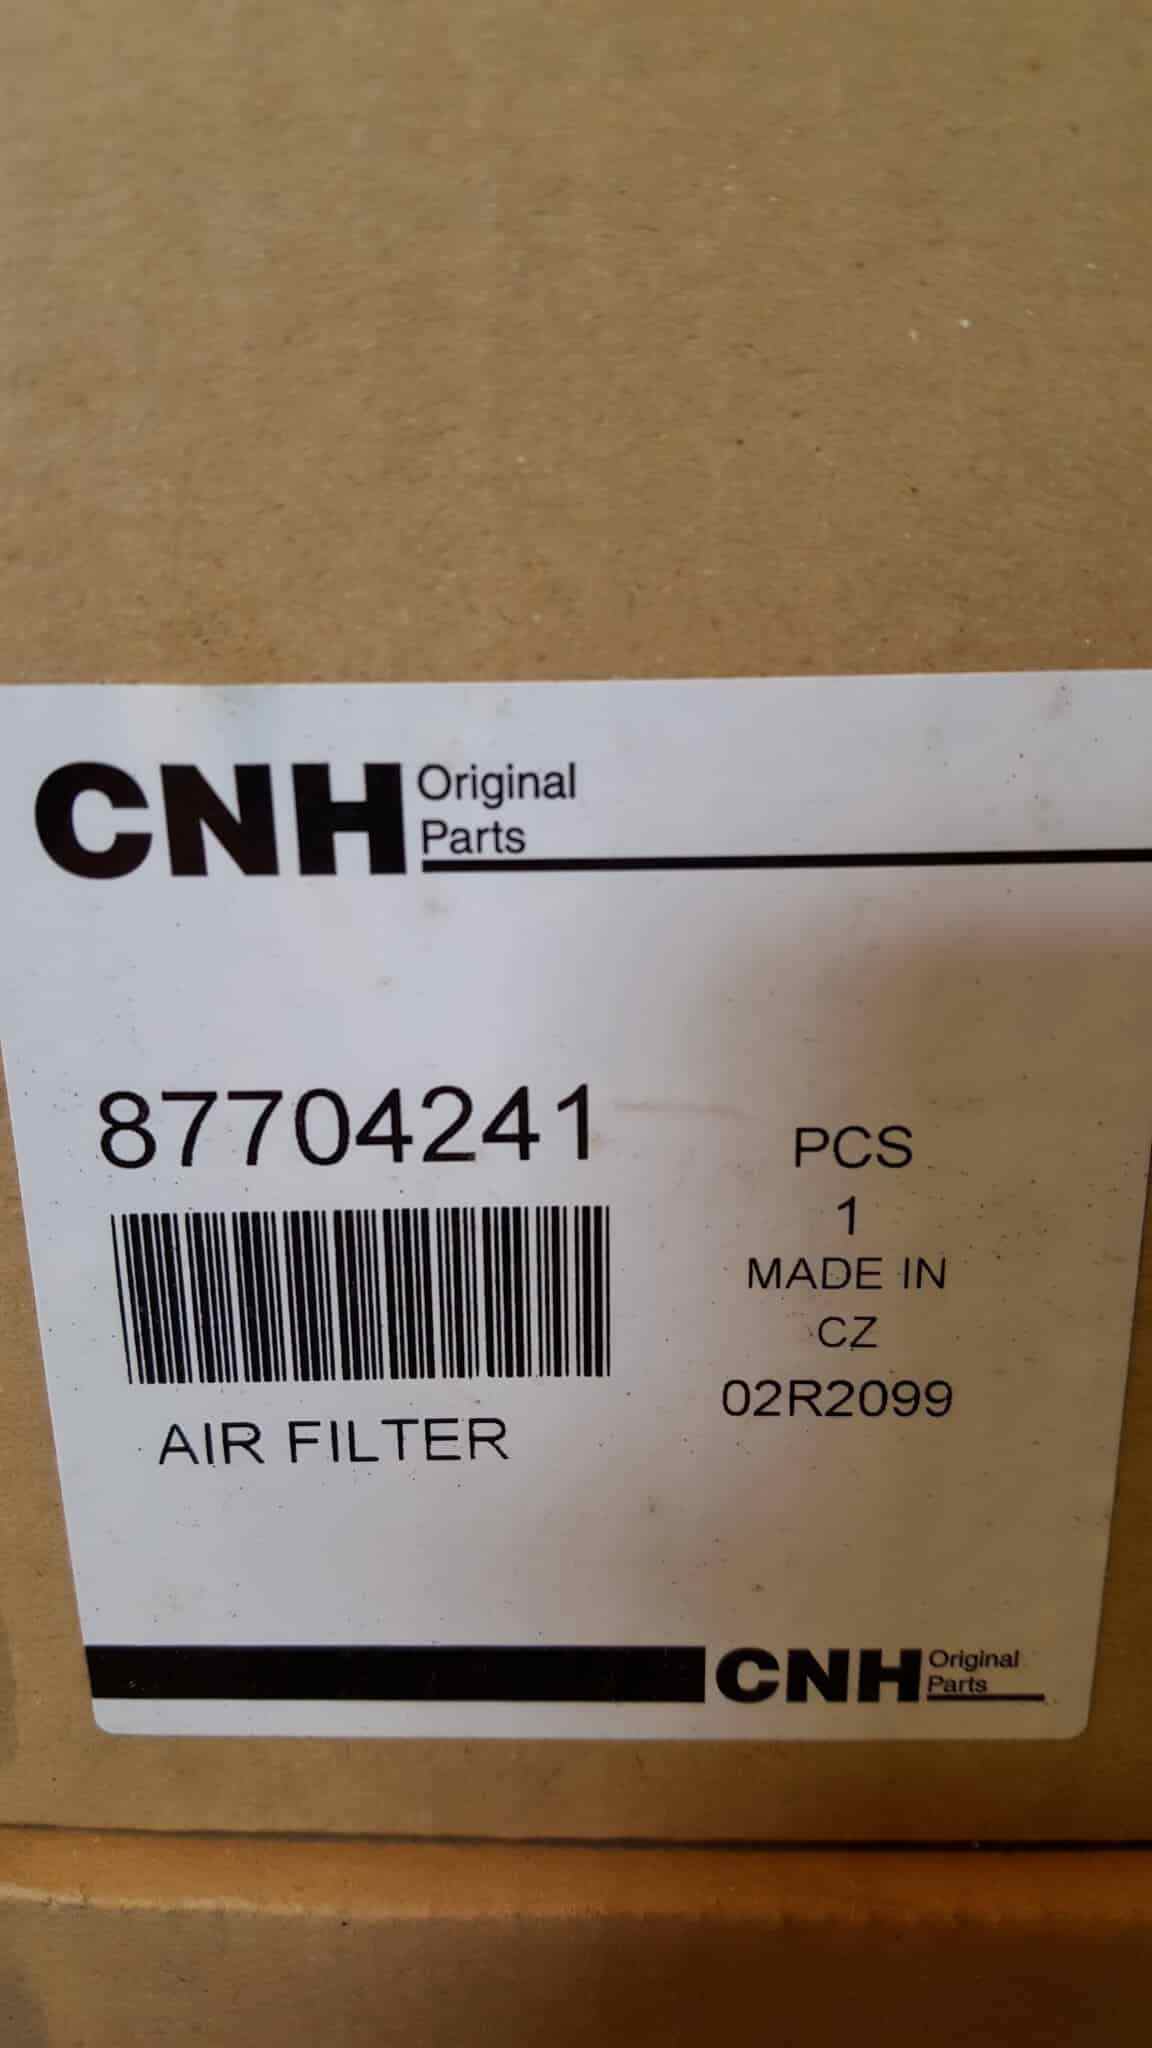 CNH Original
Parts
87704241
PCS
1
MADE IN
CZ
02R2099
AIR FILTER
CNH Original
Parts